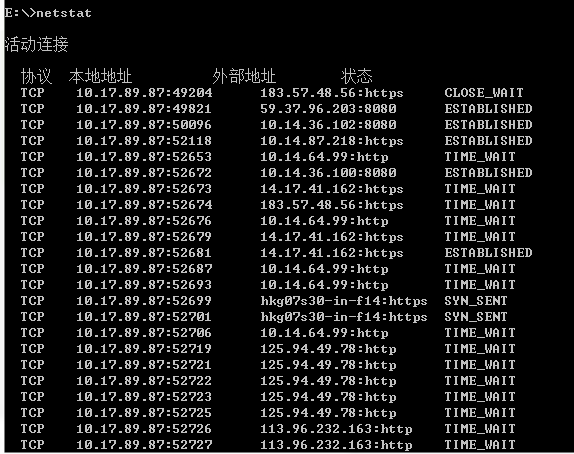 E:\>netstat
活动连接
协议 本地地址 外部地址 状态
TCP 10.17.89.87:49204 183.57.48.56:https CLOSE_WAIT
TCP 10.17.89.87:49821 59.37.96.203:8080 ESTABLISHED
TCP 10.17.89.87:50096 10.14.36.102:8080 ESTABLISHED
TCP 10.17.89.87:52118 10.14.87.218:https ESTABLISHED
TCP 10.17.89.87:52653 10.14.64.99:http TIME_WAIT
TCP 10.17.89.87:52672 10.14.36.100:8080 ESTABLISHED
TCP 10.17.89.87:52673 14.17.41.162:https TIME_WAIT
TCP 10.17.89.87:52674 183.57.48.56:https TIME_WAIT
TCP 10.17.89.87:52676 10.14.64.99:http TIME_WAIT
TCP 10.17.89.87:52679 14.17.41.162:https TIME_WAIT
TCP 10.17.89.87:52681 14.17.41.162:https ESTABLISHED
TCP 10.17.89.87:52687 10.14.64.99:http TIME_WAIT
TCP 10.17.89.87:52693 10.14.64.99:http TIME_WAIT
TCP 10.17.89.87:52699 hkg07s30-in-f14:https SYN_SENT
TCP 10.17.89.87:52701 hkg07s30-in-f14:https SYN_SENT
TCP 10.17.89.87:52706 10.14.64.99:http TIME_WAIT
TCP 10.17.89.87:52719 125.94.49.78:http TIME_WAIT
TCP 10.17.89.87:52721 125.94.49.78:http TIME_WAIT
TCP 10.17.89.87:52722 125.94.49.78:http TIME_WAIT
TCP 10.17.89.87:52723 125.94.49.78:http TIME_WAIT
TCP 10.17.89.87:52725 125.94.49.78:http TIME_WAIT
TCP 10.17.89.87:52726 113.96.232.163:http TIME_WAIT
TCP 10.17.89.87:52727 113.96.232.163:http TIME_WAIT